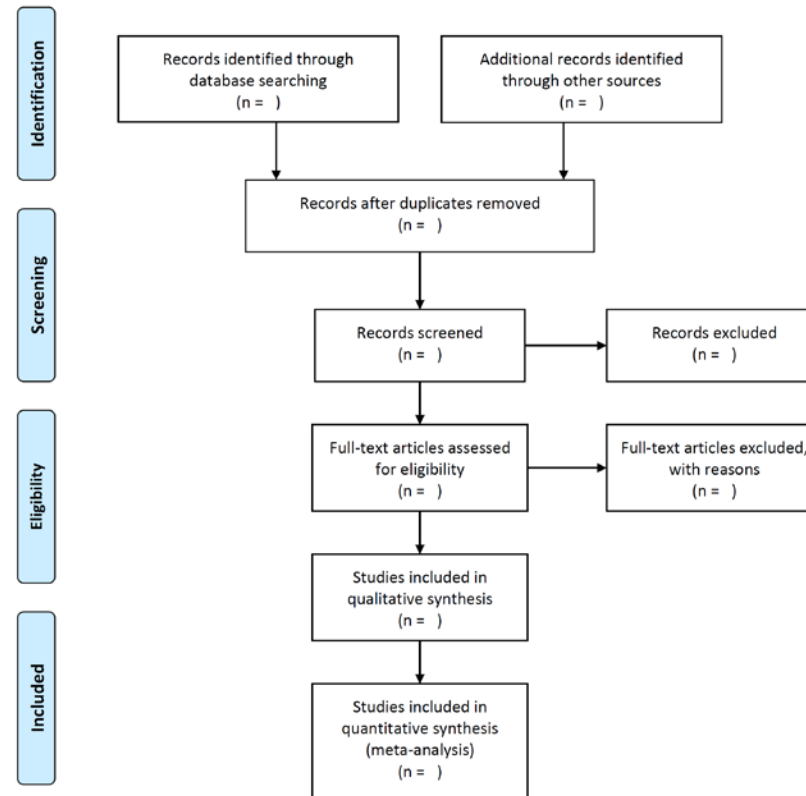 Identification
Records identified through
database searching
(n =   )
Additional records identified
through other sources
(n =   )
Records after duplicates removed
(n =   )
Screening
Records screened
(n =   )
Records excluded
(n =   )
Eligibility
Full-text articles assessed
for eligibility
(n =   )
Full-text articles excluded,
with reasons
(n =   )
Studies included in
qualitative synthesis
(n =   )
Included
Studies included in
quantitative synthesis
(meta-analysis)
(n =   )